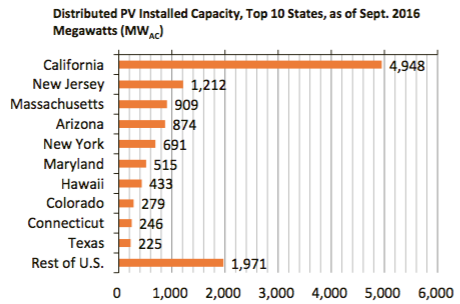 Distributed PV Installed Capacity, Top 10 States, as of Sept. 2016
Megawatts (MWAC)
California 4,948
New Jersey 1,212
Massachusetts 909
Arizona 874
New York 691
Maryland 515
Hawaii 433
Colorado 279
Connecticut 246
Texas 225
Rest of U.S. 1,971
0 1,000 2,000 3,000 4,000 5,000 6,000